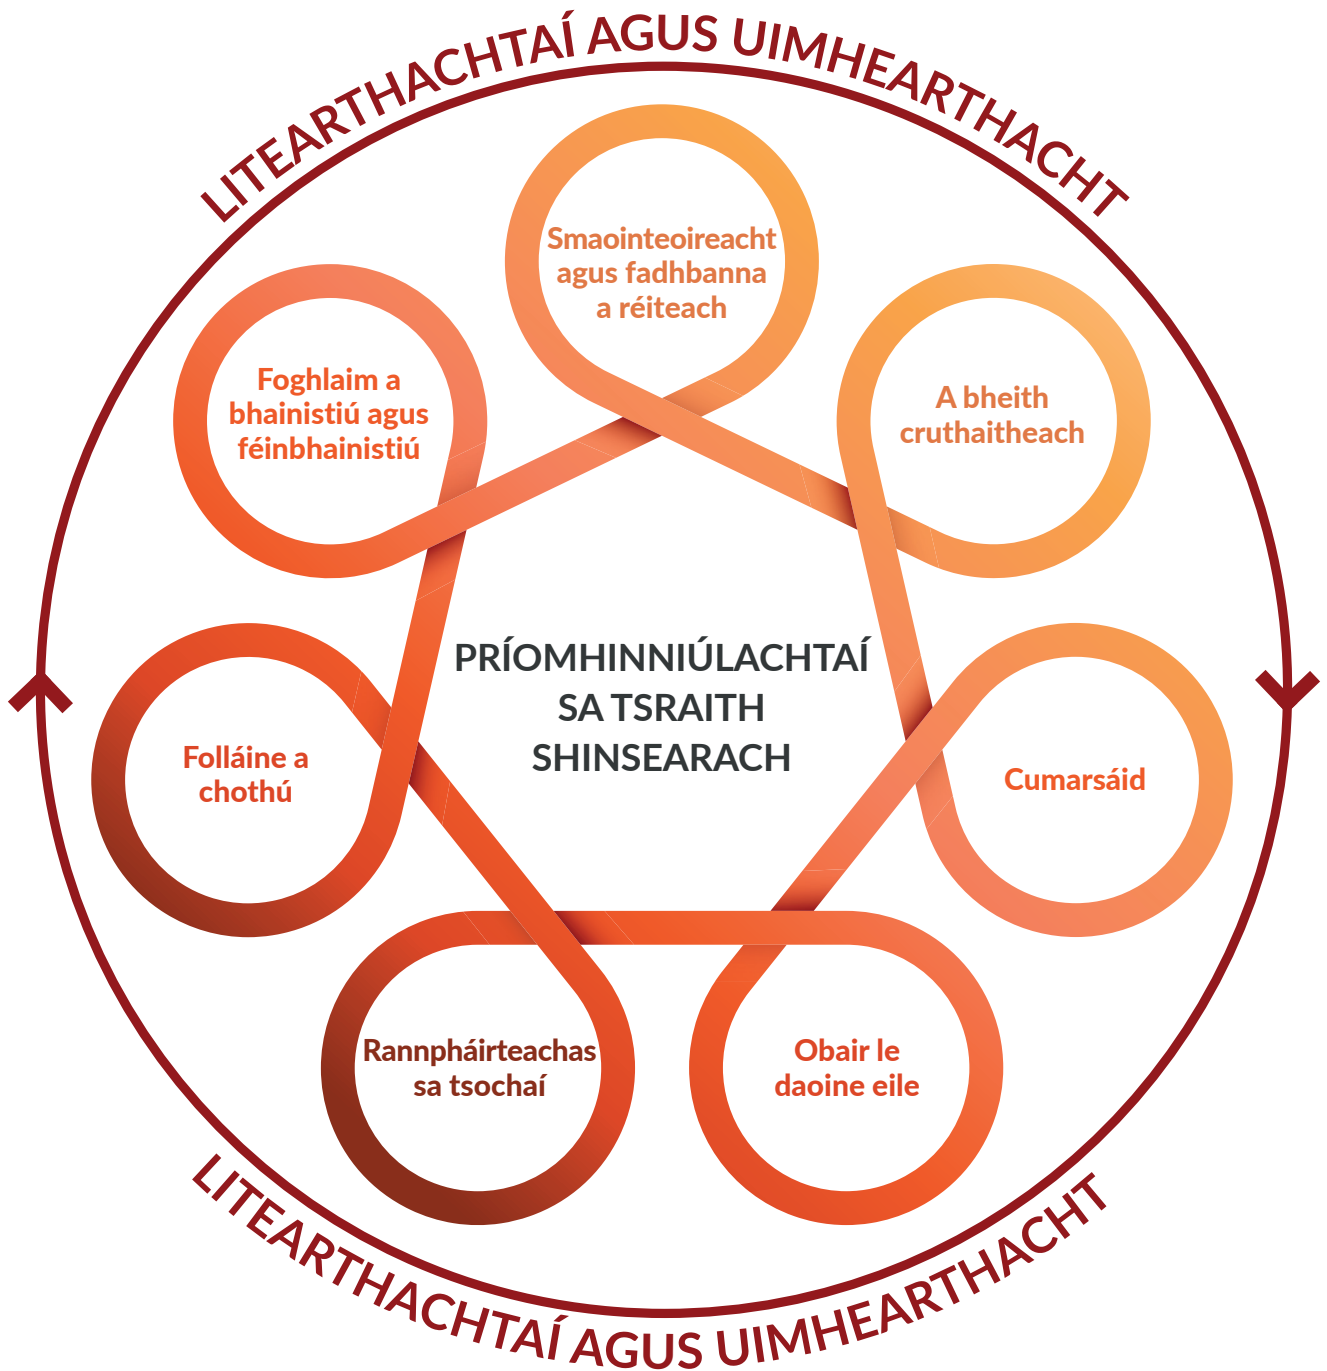 LITEARTHACHTAÍ AGUS UIMHEARTHACHT
Smaointeoireacht
agus fadhbanna
a réiteach
A bheith
cruthaitheach
Cumarsáid
Obair le
daoine eile
Rannpháirteachas
sa tsochaí
Folláine a
chothú
Foghlaim a
bhainistiú agus
féinbhainistiú
PRÍOMHINNIÚLACHTAÍ
SA TSRAITH
SHINSEARACH
LITEARTHACHTAÍ AGUS UIMHEARTHACHT